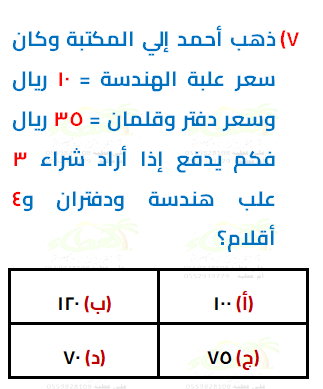 ٧) ذهب أحمد إلي المكتبة وكان
سعر علبة الهندسة = ١٠ ريال
وسعر دفتر وقلمان = ٣٥ ريال
فكم يدفع إذا أراد شراء ٣
علب هندسة ودفتران و٤
أقلام؟
(أ) ١٠٠ (ب) ١٢٠
(ج) ٧٥ (د) ٧٠